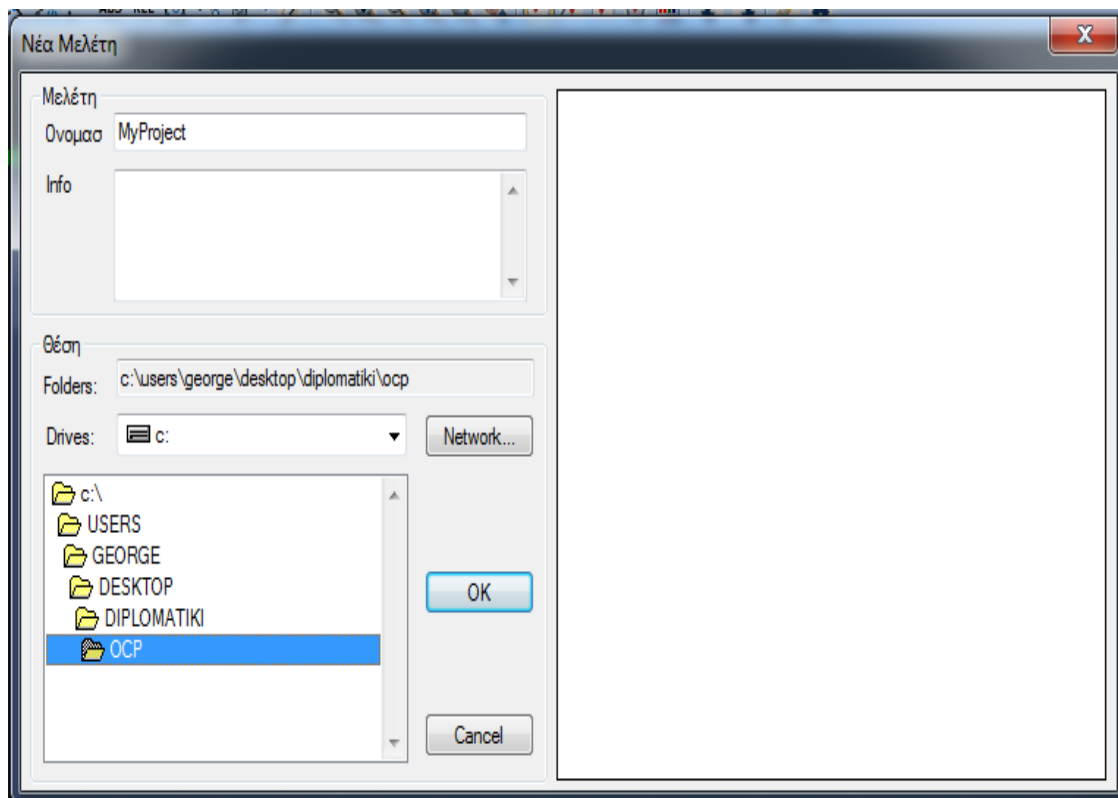 Νέα Μελέτη
X
Μελέτη
Ονομασ MyProject
Info
Θέση
Folders: c:\users\george\desktop\diplomatiki\ocp
Drives: c: Network...
c:\
USERS
GEORGE
DESKTOP
DIPLOMATIKI
OCP
OK
Cancel